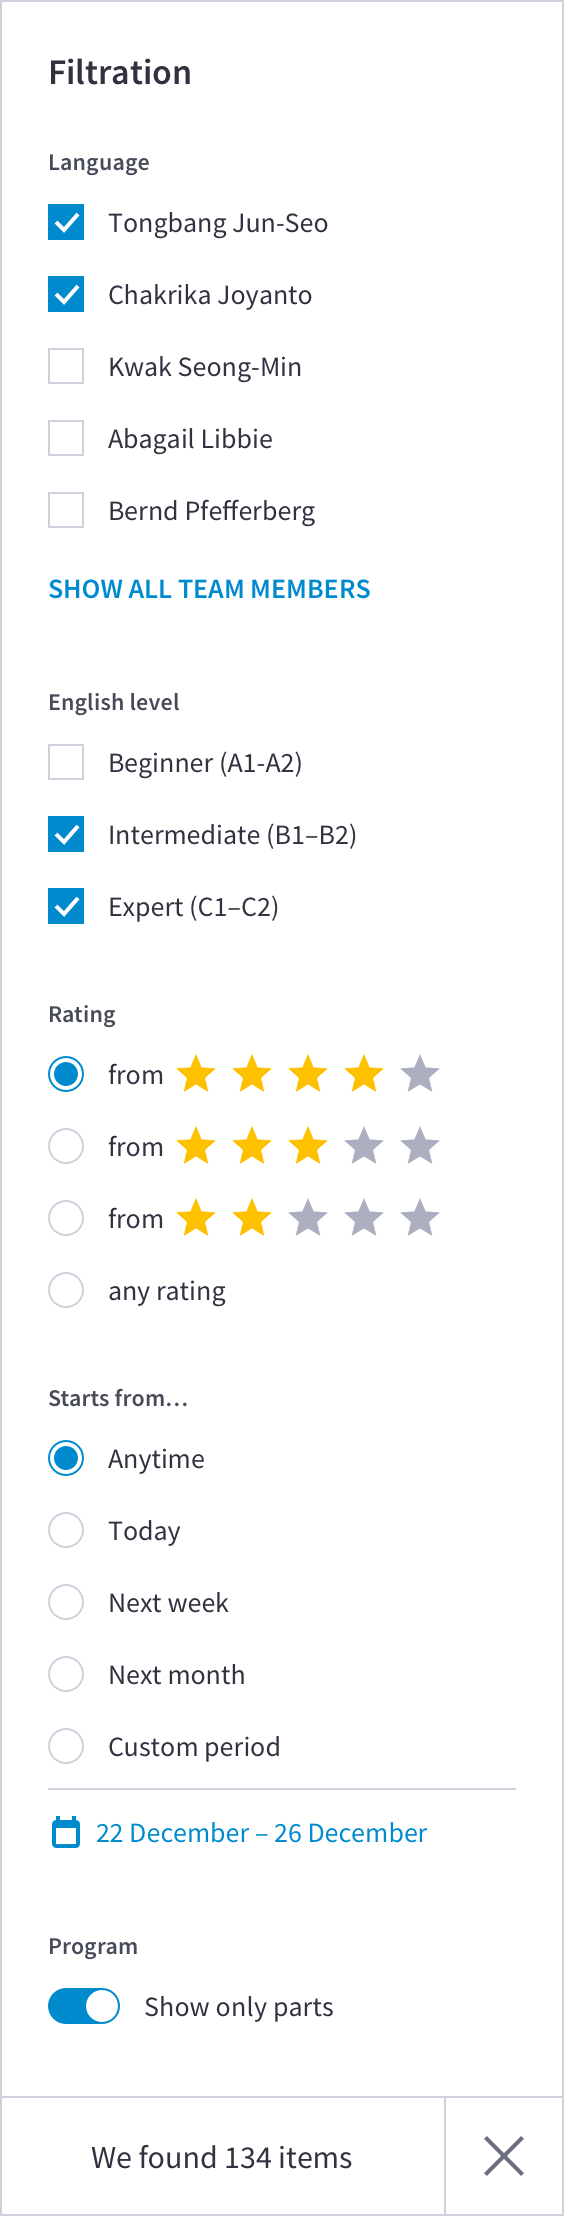 Filtration
Language
Tongbang Jun-Seo
Chakrika Joyanto
Kwak Seong-Min
Abagail Libbie
Bernd Pfefferberg
SHOW ALL TEAM MEMBERS
English level
Beginner (A1-A2)
Intermediate (B1–B2)
Expert (C1–C2)
Rating
from
from
from
any rating
Starts from...
Anytime
Today
Next week
Next month
Custom period
22 December – 26 December
Program
Show only parts
We found 134 items